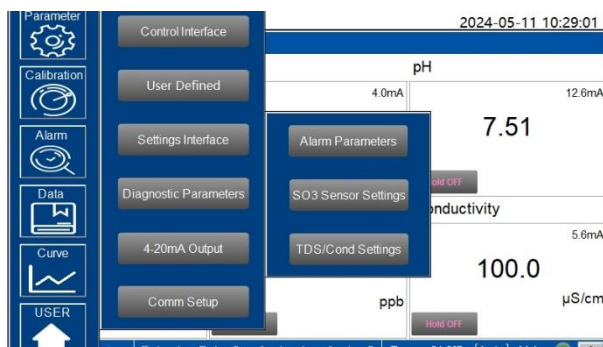 Parameter
Control Interface
2024-05-11 10:29:01
Calibration
User Defined
4.0mA
pH
12.6mA
7.51
Alarm
Settings Interface
Alarm Parameters
Hold OFF
Data
Diagnostic Parameters
SO3 Sensor Settings
5.6mA
Curve
4-20mA Output
TDS/Cond Settings
100.0
µS/cm
USER
Comm Setup
ppb
Hold OFF